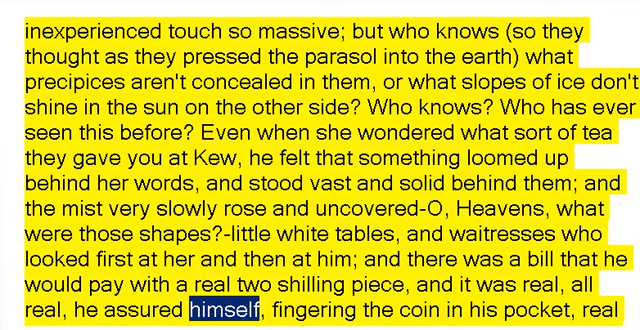 inexperienced touch so massive; but who knows (so they
thought as they pressed the parasol into the earth) what
precipices aren't concealed in them, or what slopes of ice don't
shine in the sun on the other side? Who knows? Who has ever
seen this before? Even when she wondered what sort of tea
they gave you at Kew, he felt that something loomed up
behind her words, and stood vast and solid behind them; and
the mist very slowly rose and uncovered-O, Heavens, what
were those shapes?-little white tables, and waitresses who
looked first at her and then at him; and there was a bill that he
would pay with a real two shilling piece, and it was real, all
real, he assured himself, fingering the coin in his pocket, real